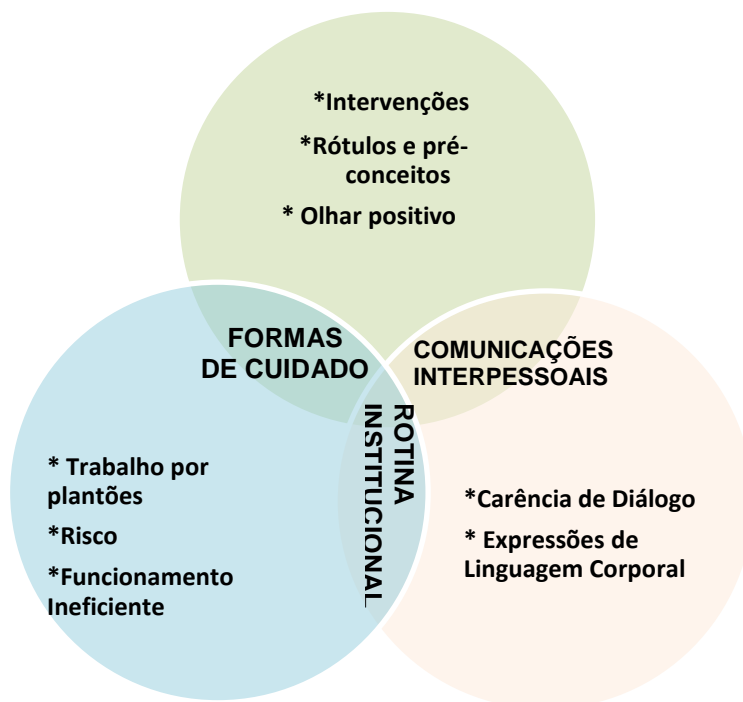 *Intervenções
*Rótulos e pré-
conceitos
* Olhar positivo
FORMAS
DE CUIDADO
COMUNICAÇÕES
INTERPESSOAIS
ROTINA
INSTITUCIONAL
* Trabalho por
plantões
*Risco
*Funcionamento
Ineficiente
*Carência de Diálogo
* Expressões de
Linguagem Corporal